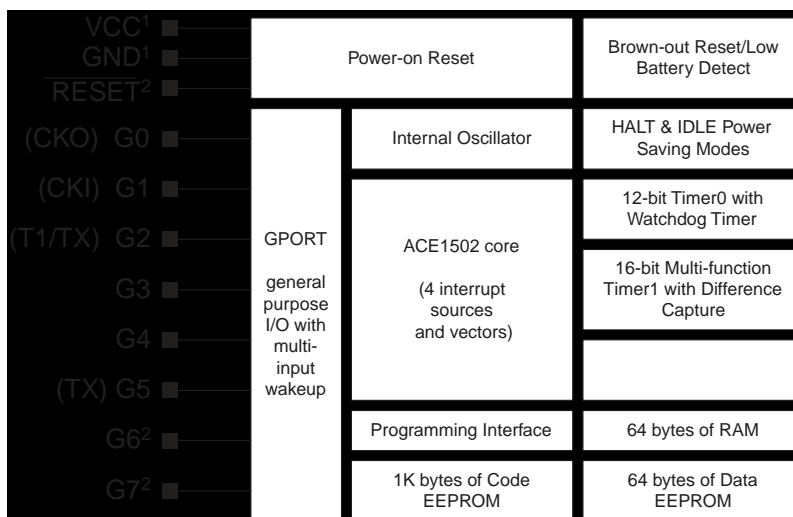 VCC¹
GND¹
RESET²
(CKO) G0
(CKI) G1
(T1/TX) G2
G3
G4
(TX) G5
G6²
G7²
Power-on Reset
Brown-out Reset/Low
Battery Detect
GPORT
general
purpose
I/O with
multi-
input
wakeup
Internal Oscillator
HALT & IDLE Power
Saving Modes
ACE1502 core
(4 interrupt
sources
and vectors)
12-bit Timer0 with
Watchdog Timer
16-bit Multi-function
Timer1 with Difference
Capture
Programming Interface
64 bytes of RAM
1K bytes of Code
EEPROM
64 bytes of Data
EEPROM